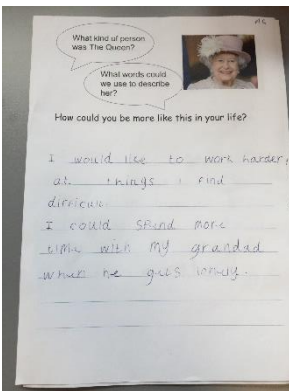 AG
What kind of person
was The Queen?
What words could
we use to describe
her?
How could you be more like this in your life?
I would like to work harder
at things I find
difficult.
I could spend more
time with my grandad
when he gets lonely.